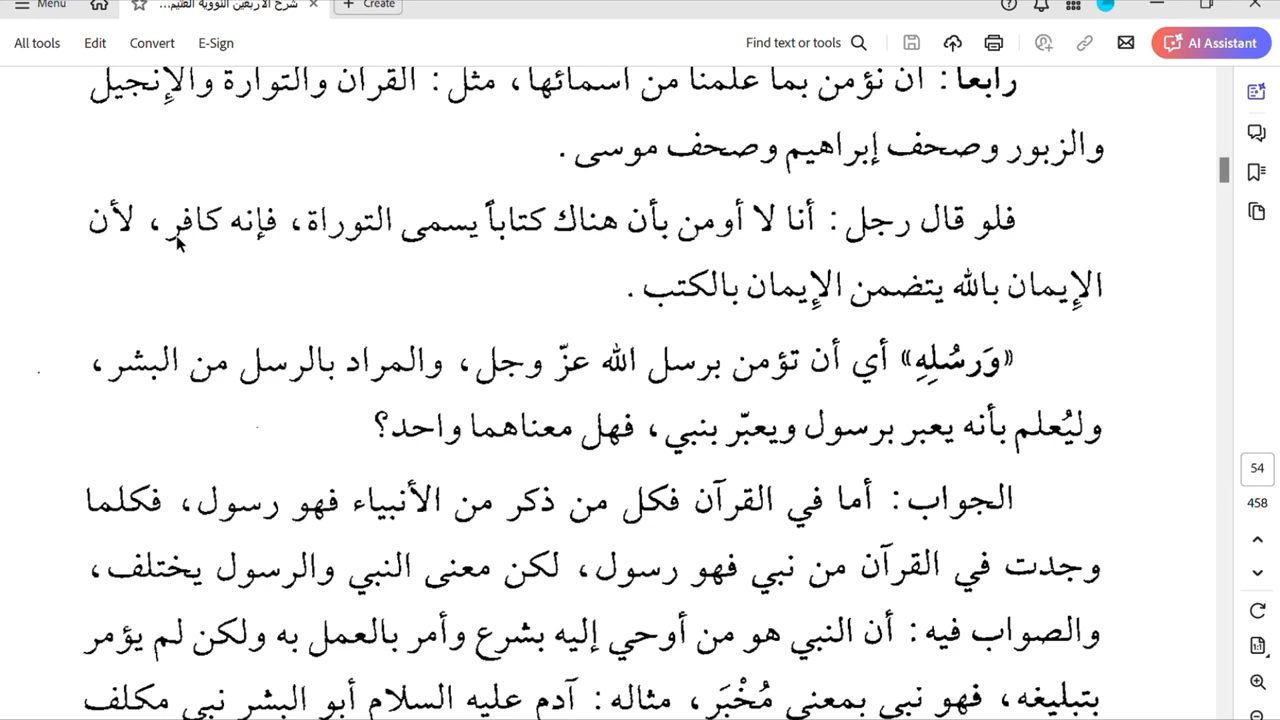 Menu
شرح الأربعين النووية العثيم...
Create
All tools
Edit
Convert
E-Sign
Find text or tools
AI Assistant
رابعاً: أن نؤمن بما علمنا من أسمائها، مثل: القرآن والتوارة والإنجيل
والزبور وصحف إبراهيم وصحف موسى.
فلو قال رجل: أنا لا أومن بأن هناك كتاباً يسمى التوراة، فإنه كافر، لأن
الإيمان بالله يتضمن الإيمان بالكتب.
«وَرسُلِهِ» أي أن تؤمن برسل الله عزّ وجل، والمراد بالرسل من البشر،
وليُعلم بأنه يعبر برسول ويعبّر بنبي، فهل معناهما واحد؟
الجواب: أما في القرآن فكل من ذكر من الأنبياء فهو رسول، فكلما
وجدت في القرآن من نبي فهو رسول، لكن معنى النبي والرسول يختلف،
والصواب فيه: أن النبي هو من أوحي إليه بشرع وأمر بالعمل به ولكن لم يؤمر
بتبليغه، فهو نبي بمعنى مُخْبَر، مثاله: آدم عليه السلام أبو البشر نبي مكلف
54
458